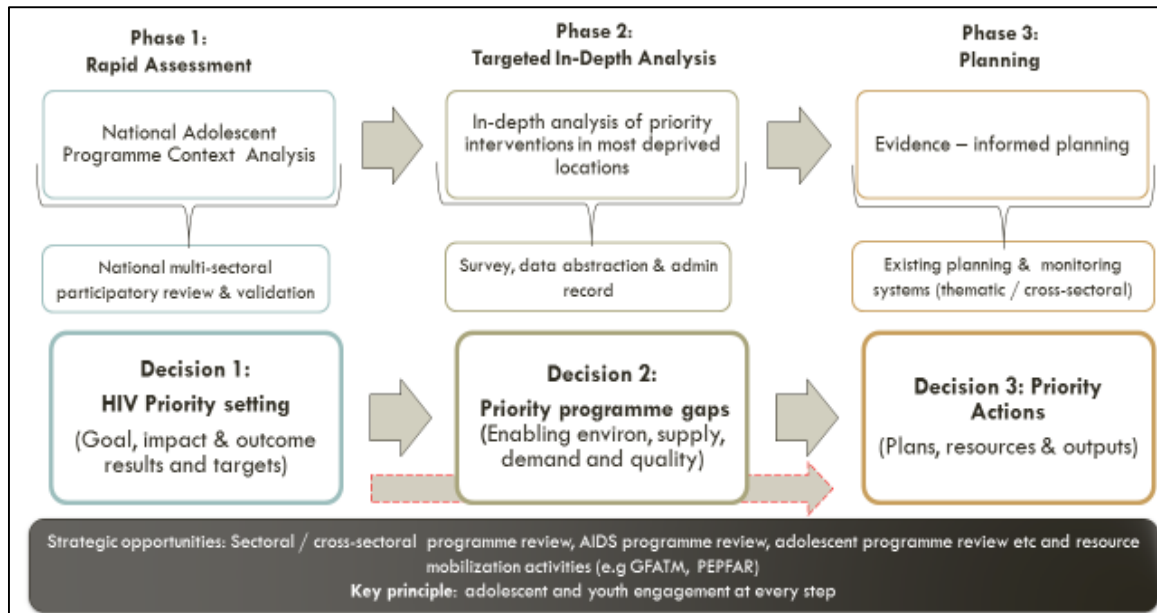 Phase 1:
Rapid Assessment
Phase 2:
Targeted In-Depth Analysis
Phase 3:
Planning
National Adolescent
Programme Context Analysis
In-depth analysis of priority
interventions in most deprived
locations
Evidence – informed planning
National multi-sectoral
participatory review & validation
Survey, data abstraction & admin
record
Existing planning & monitoring
systems (thematic / cross-sectoral)
Decision 1:
HIV Priority setting
(Goal, impact & outcome
results and targets)
Decision 2:
Priority programme gaps
(Enabling environ, supply,
demand and quality)
Decision 3: Priority
Actions
(Plans, resources & outputs)
Strategic opportunities: Sectoral / cross-sectoral programme review, AIDS programme review, adolescent programme review etc and resource
mobilization activities (e.g GFATM, PEPFAR)
Key principle: adolescent and youth engagement at every step